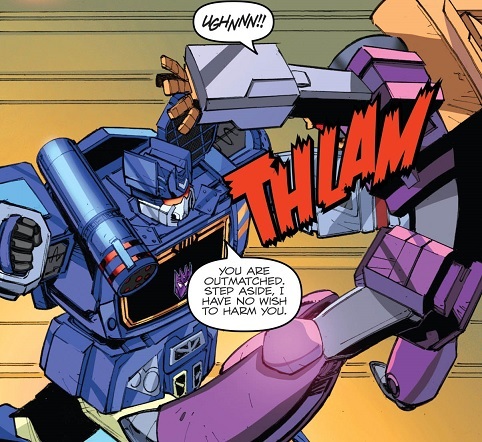 UGHNNN!!
THLAM
YOU ARE
OUTMATCHED.
STEP ASIDE, I
HAVE NO WISH
TO HARM YOU.